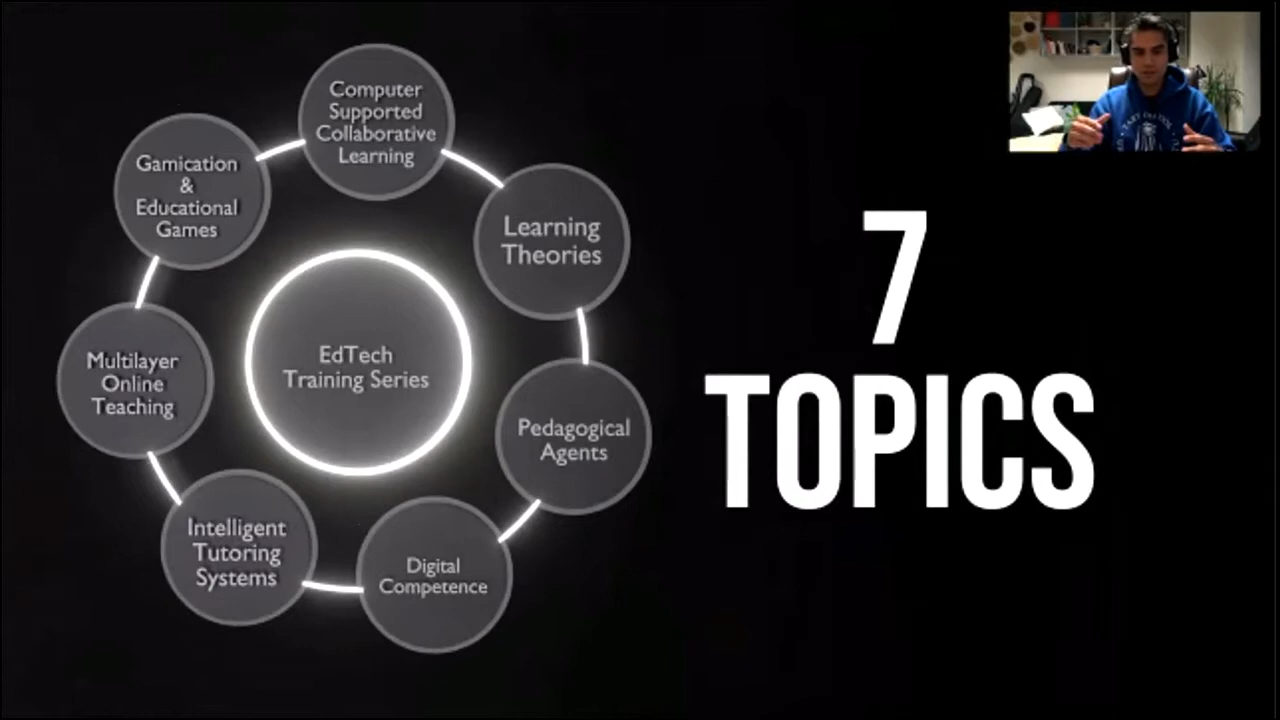 Computer
Supported
Collaborative
Learning
Learning
Theories
Pedagogical
Agents
Digital
Competence
Intelligent
Tutoring
Systems
Multilayer
Online
Teaching
Gamication
&
Educational
Games
EdTech
Training Series
7
TOPICS